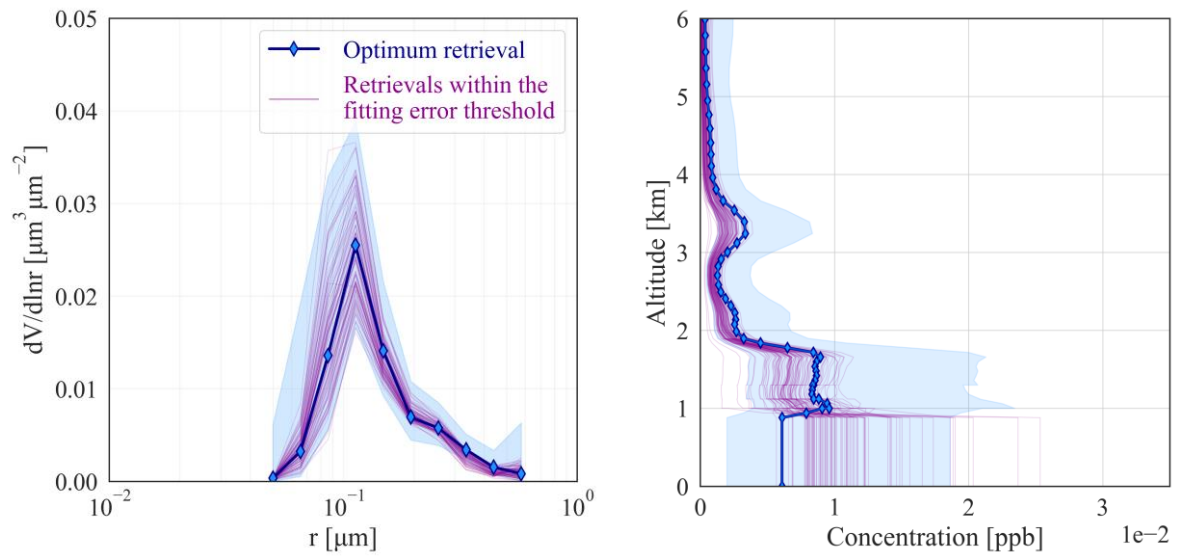 0.05
0.04
0.03
0.02
0.01
0.00
dV/dlnr [μm³ μm⁻²]
Optimum retrieval
Retrievals within the
fitting error threshold
10⁻² 10⁻¹ 10⁰
r [μm]
6
5
4
3
2
1
0
Altitude [km]
0 1 2 3
Concentration [ppb] 1e−2